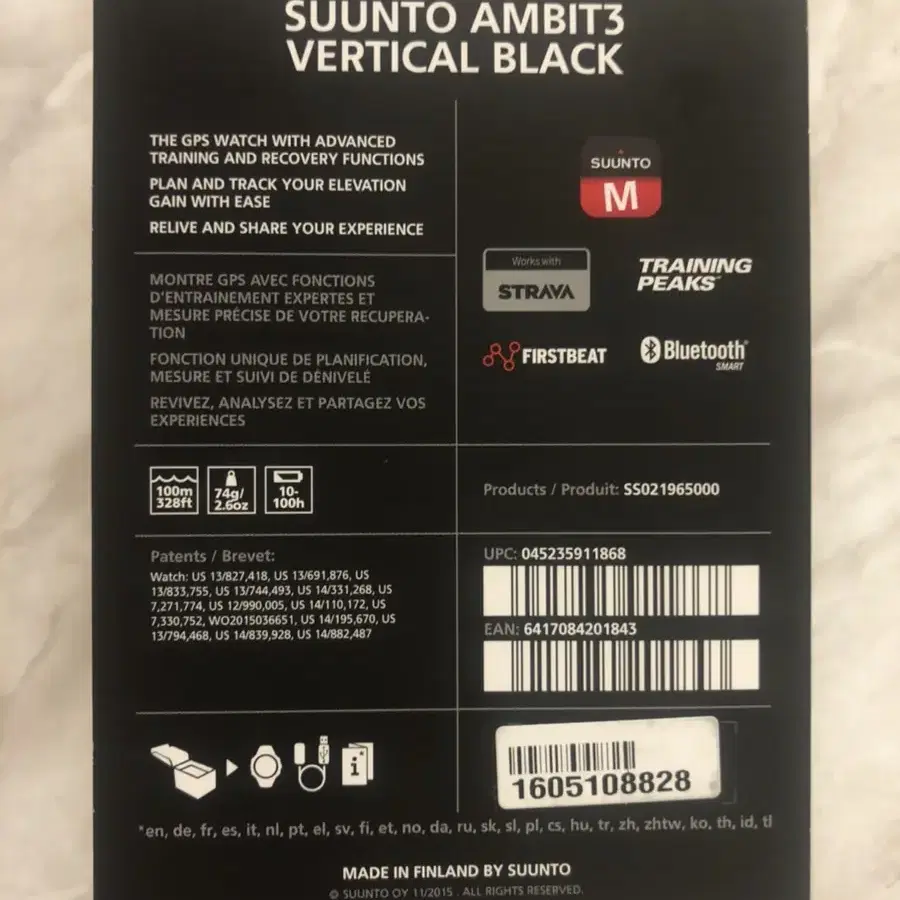 SUUNTO AMBIT3
VERTICAL BLACK
THE GPS WATCH WITH ADVANCED
TRAINING AND RECOVERY FUNCTIONS
PLAN AND TRACK YOUR ELEVATION
GAIN WITH EASE
RELIVE AND SHARE YOUR EXPERIENCE
MONTRE GPS AVEC FONCTIONS
D'ENTRAINEMENT EXPERTES ET
MESURE PRÉCISE DE VOTRE RECUPERA-
TION
FONCTION UNIQUE DE PLANIFICATION,
MESURE ET SUIVI DE DÉNIVELÉ
REVIVEZ, ANALYSEZ ET PARTAGEZ VOS
EXPERIENCES
SUUNTO
M
Works with
STRAVA
TRAINING
PEAKS
FIRSTBEAT
Bluetooth®
SMART
100m
328ft
74g/
2.6oz
10-
100h
Products / Produit: SS021965000
Patents / Brevet:
Watch: US 13/827,418, US 13/691,876, US
13/833,755, US 13/744,493, US 14/331,268, US
7,271,774, US 12/990,005, US 14/110,172, US
7,330,752, WO2015036651, US 14/195,670, US
13/794,468, US 14/839,928, US 14/882,487
UPC: 045235911868
EAN: 6417084201843
i*
1605108828
*en, de, fr, es, it, nl, pt, el, sv, fi, et, no, da, ru, sk, sl, pl, cs, hu, tr, zh, zhtw, ko, th, id, tl
MADE IN FINLAND BY SUUNTO
© SUUNTO OY 11/2015 . ALL RIGHTS RESERVED.